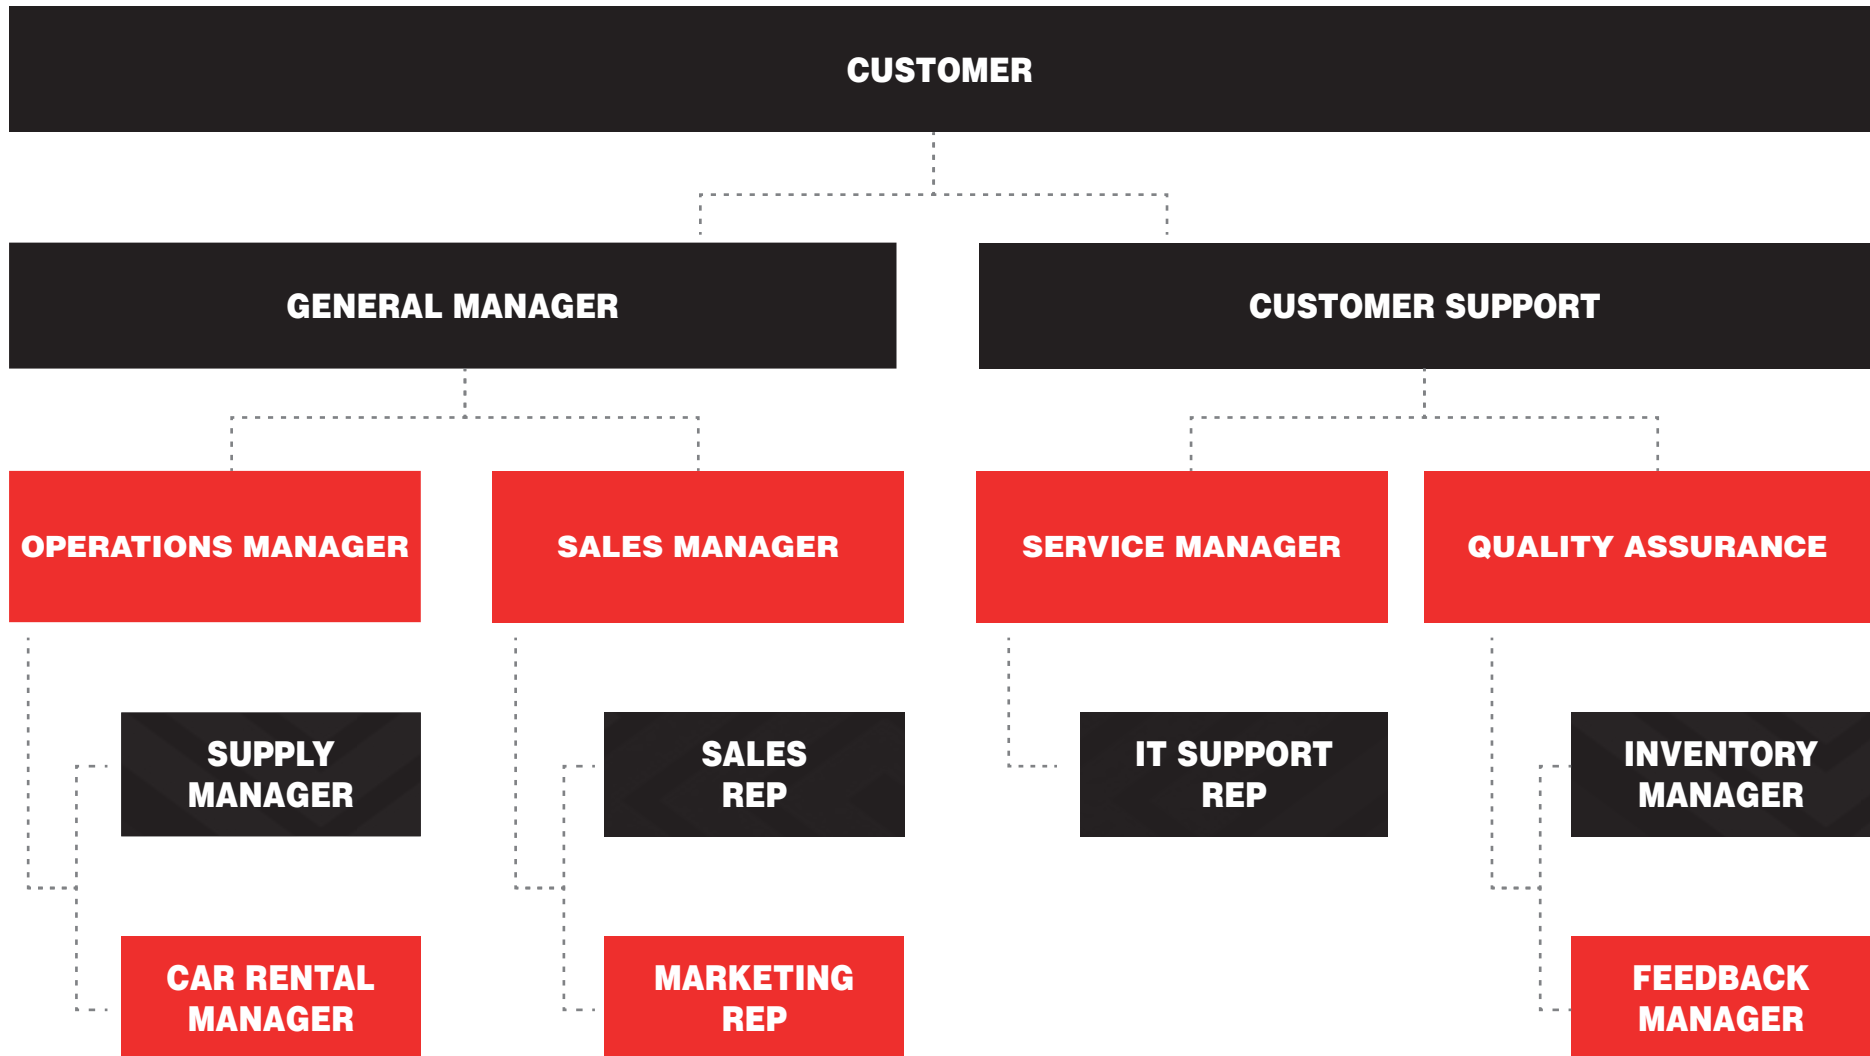 CUSTOMER
GENERAL MANAGER
CUSTOMER SUPPORT
OPERATIONS MANAGER
SALES MANAGER
SERVICE MANAGER
QUALITY ASSURANCE
SUPPLY
MANAGER
SALES
REP
IT SUPPORT
REP
INVENTORY
MANAGER
CAR RENTAL
MANAGER
MARKETING
REP
FEEDBACK
MANAGER